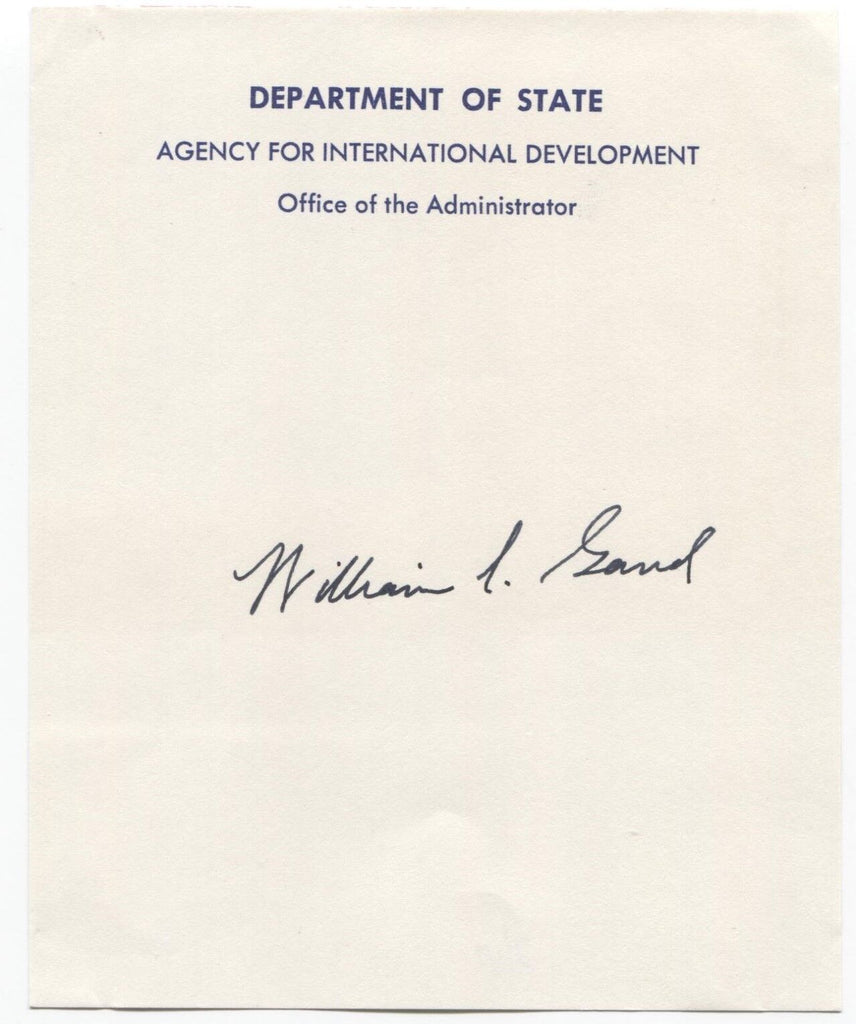 DEPARTMENT OF STATE
AGENCY FOR INTERNATIONAL DEVELOPMENT
Office of the Administrator
William S. Gaud